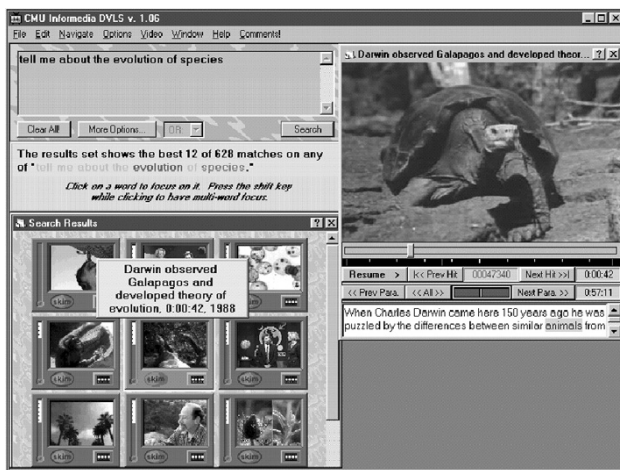 CMU Informedia DVLS v. 1.06
File Edit Navigate Options Video Window Help Comments!
tell me about the evolution of species
Clear All! More Options... OR Search
The results set shows the best 12 of 628 matches on any
of "tell me about the evolution of species."
Click on a word to focus on it. Press the shift key
while clicking to have multi-word focus.
Search Results
Darwin observed
Galapagos and
developed theory of
evolution, 0:00:42, 1988
skim skim
skim skim skim
skim skim skim
Darwin observed Galapagos and developed theor...
Resume > |<< Prev Hit 00047340 Next Hit >>| 0:00:42
<< Prev Para. << All >> Next Para. >> 0:57:11
When Charles Darwin came here 150 years ago he was
puzzled by the differences between similar animals from